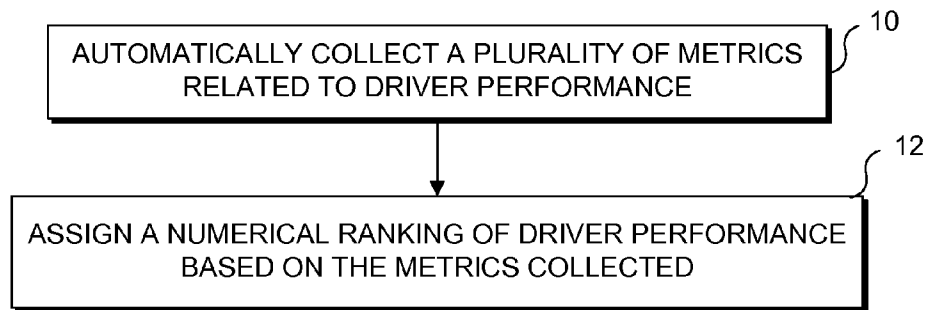 AUTOMATICALLY COLLECT A PLURALITY OF METRICS
RELATED TO DRIVER PERFORMANCE
10
ASSIGN A NUMERICAL RANKING OF DRIVER PERFORMANCE
BASED ON THE METRICS COLLECTED
12